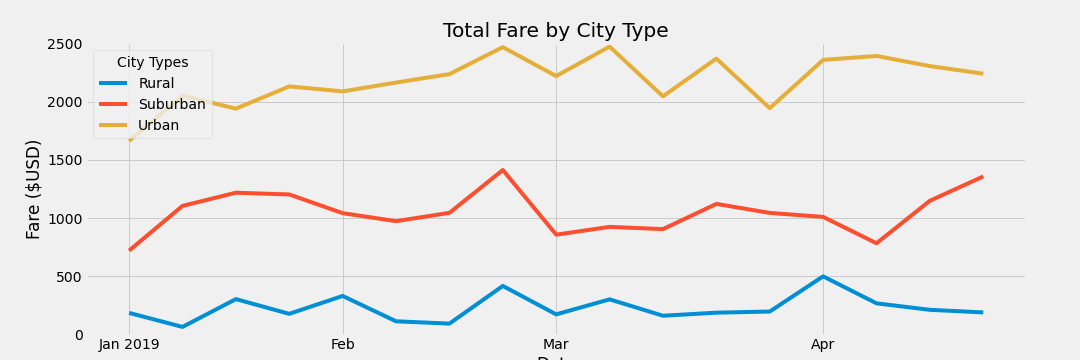 Total Fare by City Type
2500
2000
1500
1000
500
0
Fare ($USD)
City Types
Rural
Suburban
Urban
Jan 2019 Feb Mar Apr